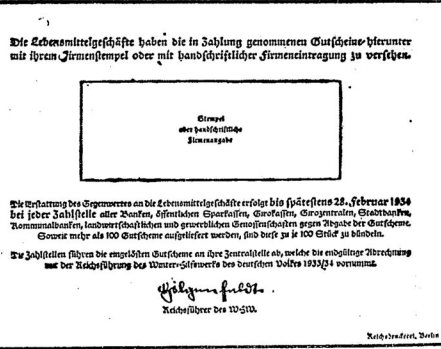 Die Lebensmittelgeschäfte haben die in Zahlung genommenen Gutscheine hierunter
mit ihrem Firmenstempel oder mit handschriftlicher Firmeneintragung zu versehen.
Stempel
oder handschriftliche
Firmenangabe
Die Erstattung des Gegenwertes an die Lebensmittelgeschäfte erfolgt bis spätestens 28. Februar 1934
bei jeder Zahlstelle aller Banken, öffentlichen Sparkassen, Girokassen, Girozentralen, Stadtbanken,
Kommunalbanken, landwirtschaftlichen und gewerblichen Genossenschaften gegen Abgabe der Gutscheine.
Soweit mehr als 100 Gutscheine ausgeliefert werden, sind diese zu je 100 Stück zu bündeln.
Die Zahlstellen führen die eingelösten Gutscheine an ihre Zentralstelle ab, welche die endgültige Abrechnung
mit der Reichsführung des Winter-Hilfswerks des deutschen Volkes 1933/34 vornimmt.
Reichsführer des W.H.W.
Reichsdruckerei, Berlin